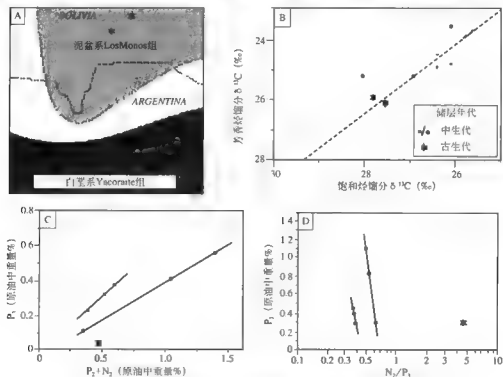 A
BOLIVIA
泥盆系LosMonos组
ARGENTINA
白垩系Yacoraite组
B
芳香烃馏分δ¹³C（‰）
23
24
25
26
27
28
30
28
26
饱和烃馏分δ¹³C（‰）
储层年代
中生代
古生代
C
P₁（原油中重量%）
0.8
0.6
0.4
0.2
0
0
0.5
1.0
1.5
P₂+N₂（原油中重量%）
D
P₁（原油中重量%）
1.4
1.2
1.0
0.8
0.6
0.4
0.2
0
0.1
0.2
0.3
0.5
1
2
3
5
10
N₂/P₃